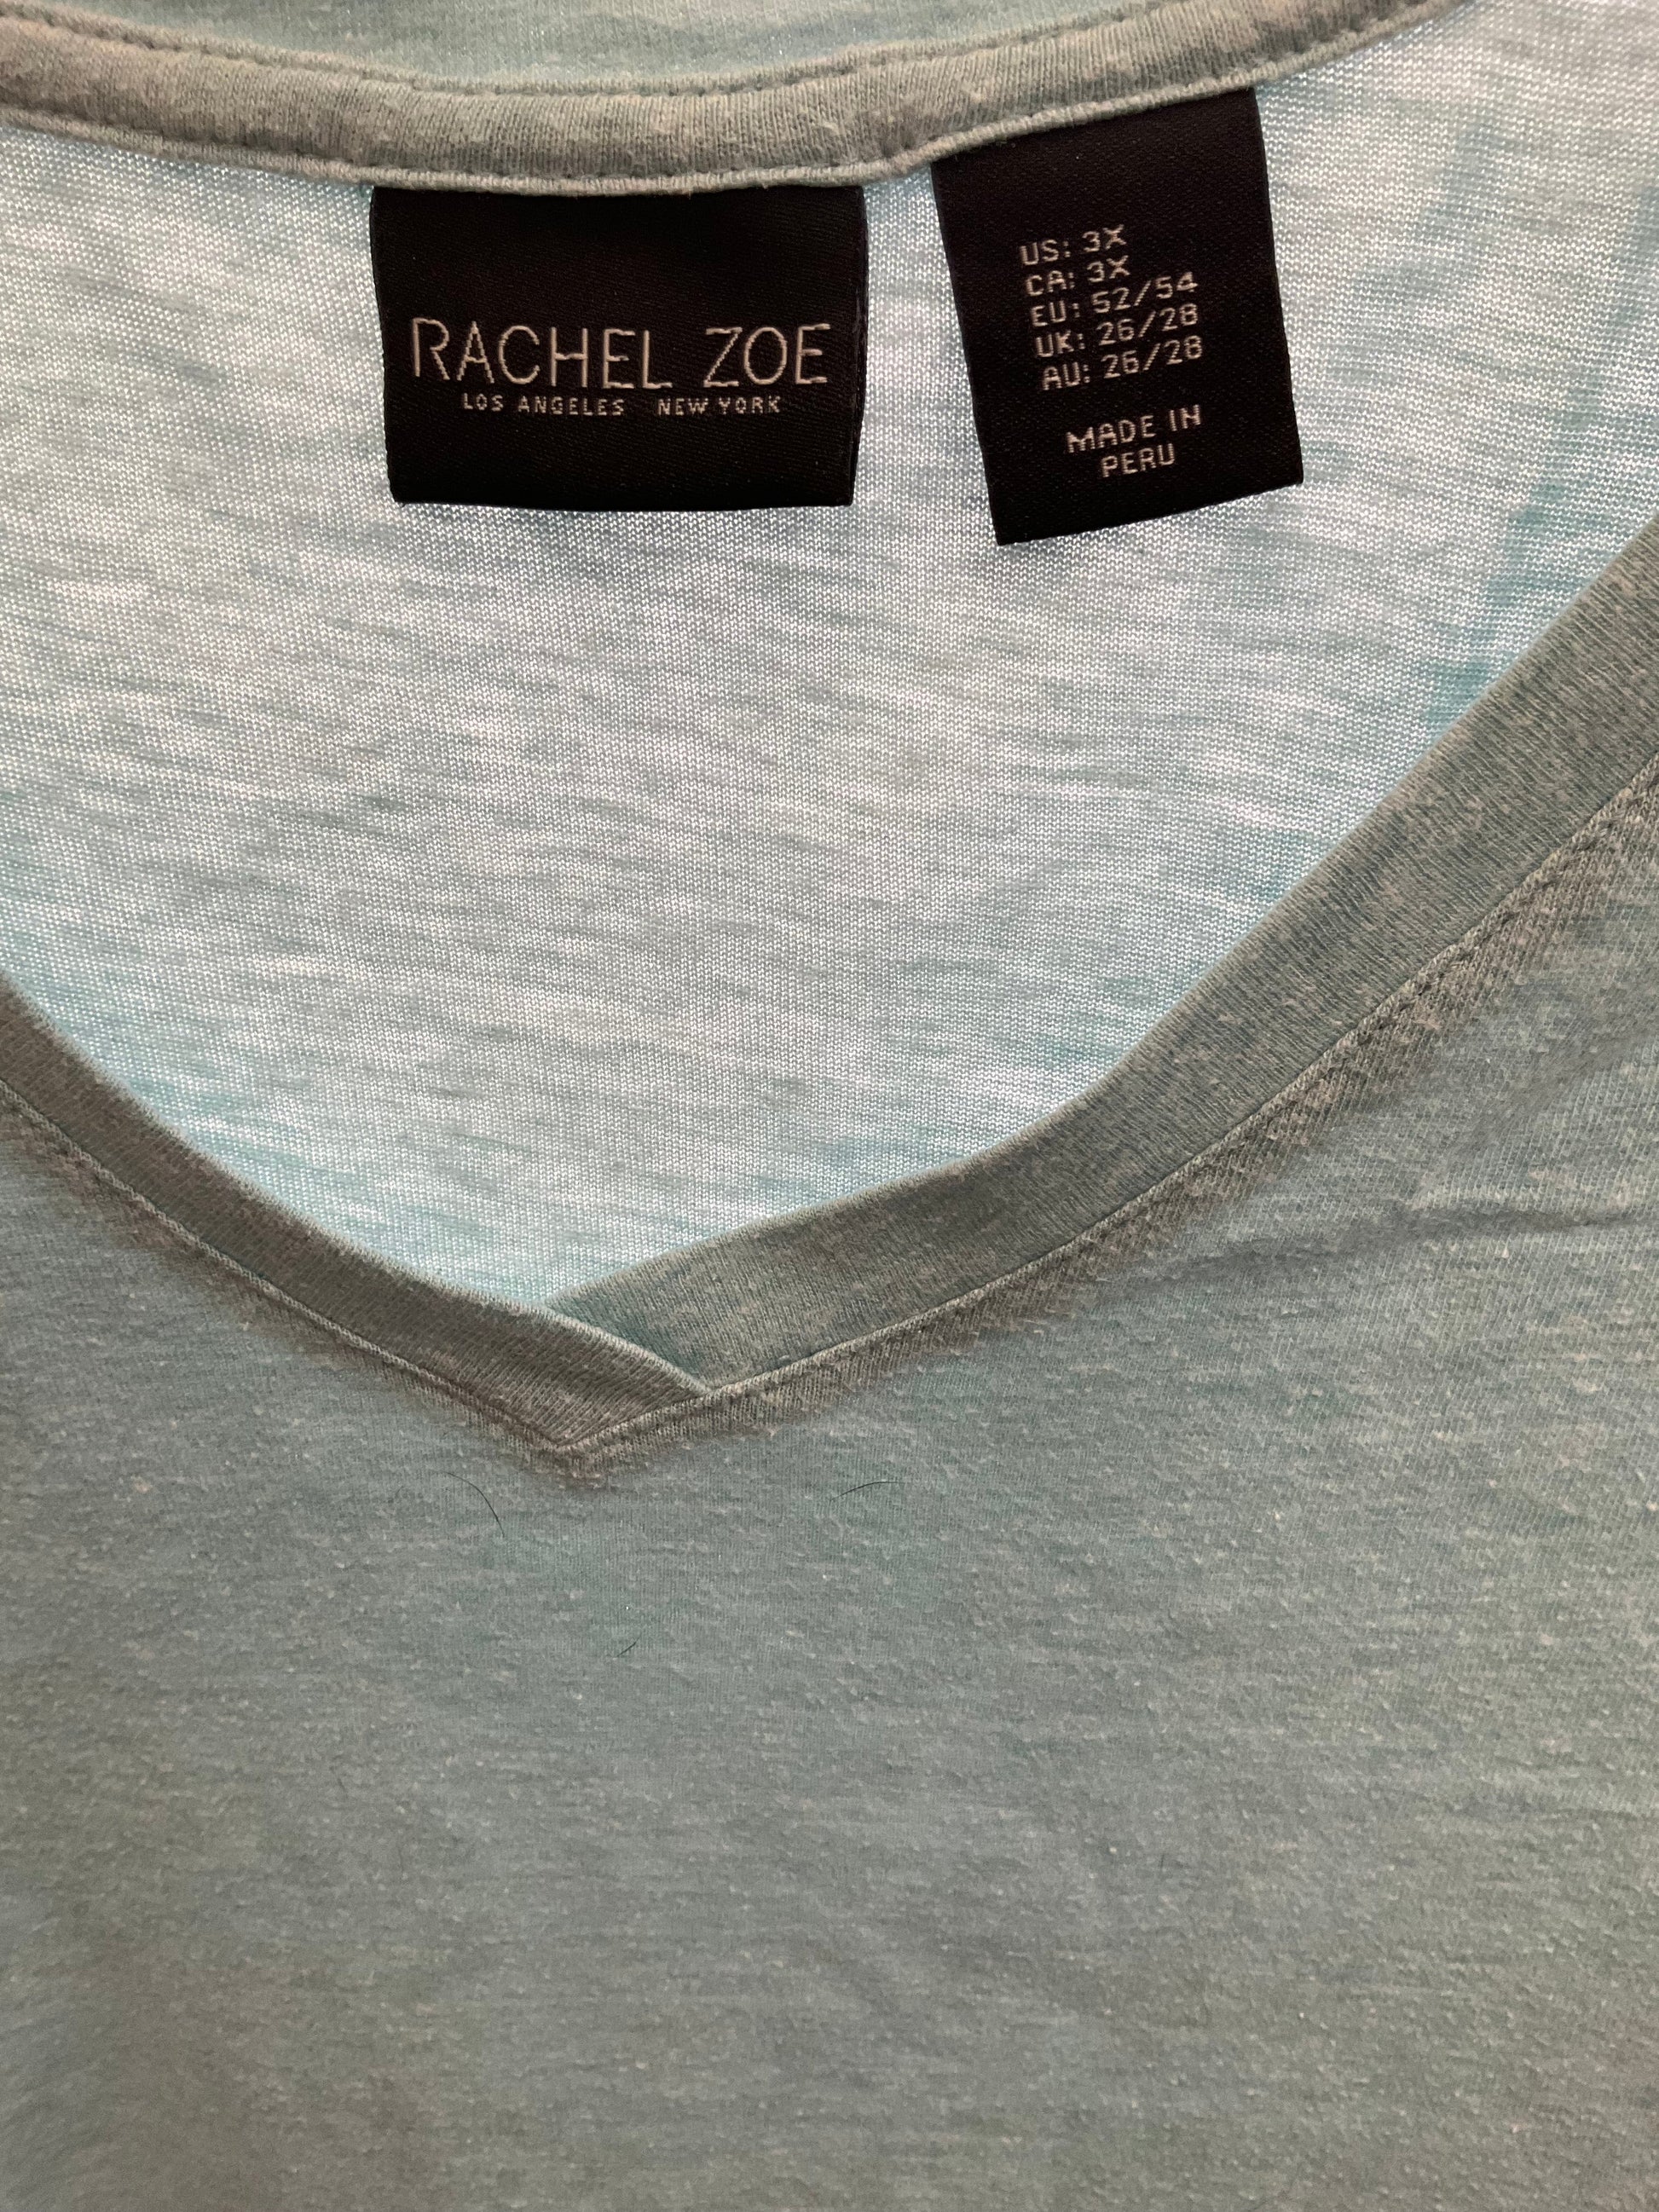 RACHEL ZOE
LOS ANGELES NEW YORK
US: 3X
CA: 3X
EU: 52/54
UK: 26/28
AU: 26/28
MADE IN
PERU